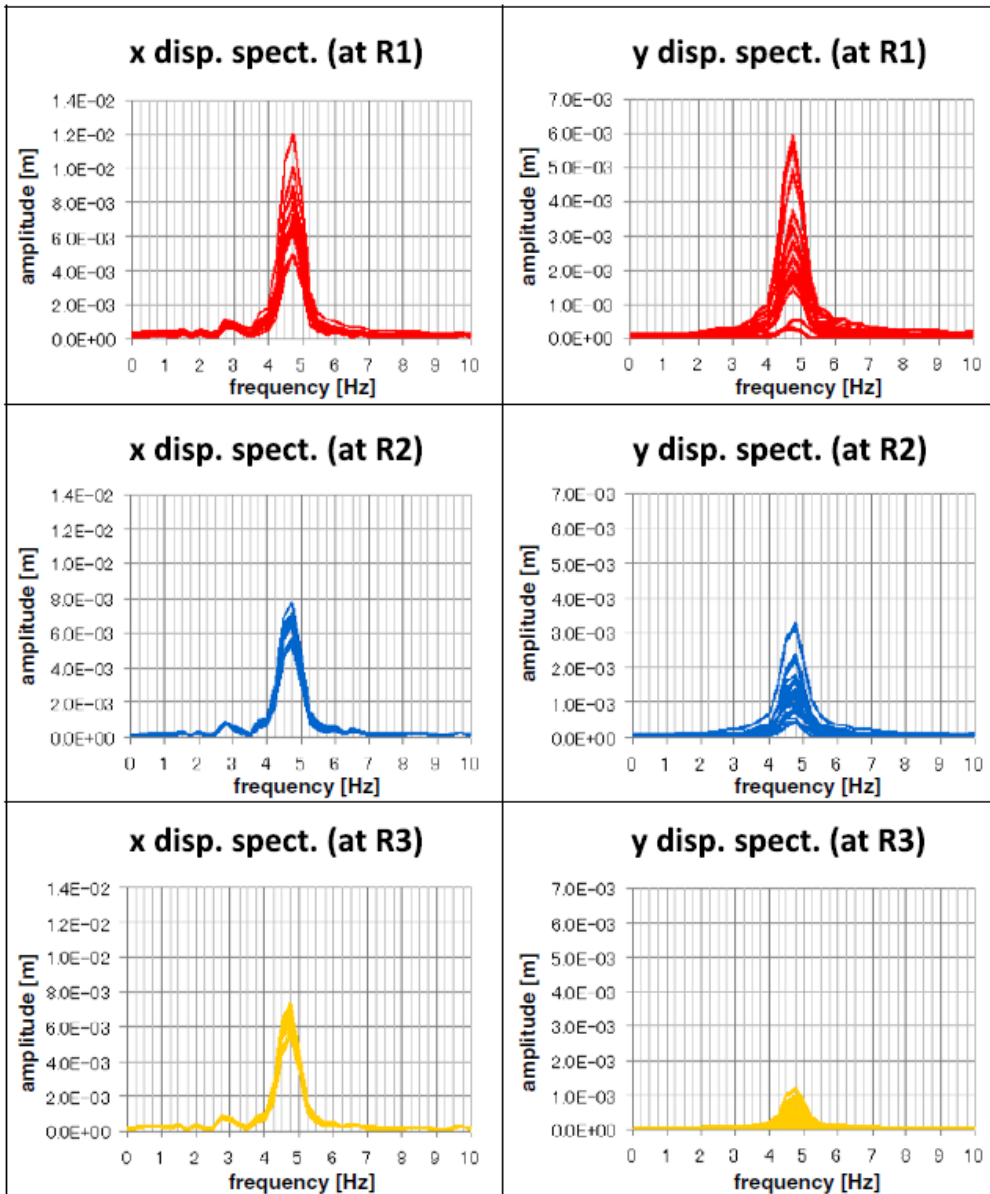 x disp. spect. (at R1)
amplitude [m]
1.4E-02
1.2E-02
1.0E-02
8.0E-03
6.0E-03
4.0E-03
2.0E-03
0.0E+00
0 1 2 3 4 5 6 7 8 9 10
frequency [Hz]
y disp. spect. (at R1)
amplitude [m]
7.0E-03
6.0E-03
5.0E-03
4.0E-03
3.0E-03
2.0E-03
1.0E-03
0.0E+00
0 1 2 3 4 5 6 7 8 9 10
frequency [Hz]
x disp. spect. (at R2)
amplitude [m]
1.4E-02
1.2E-02
1.0E-02
8.0E-03
6.0E-03
4.0E-03
2.0E-03
0.0E+00
0 1 2 3 4 5 6 7 8 9 10
frequency [Hz]
y disp. spect. (at R2)
amplitude [m]
7.0E-03
6.0E-03
5.0E-03
4.0E-03
3.0E-03
2.0E-03
1.0E-03
0.0E+00
0 1 2 3 4 5 6 7 8 9 10
frequency [Hz]
x disp. spect. (at R3)
amplitude [m]
1.4E-02
1.2E-02
1.0E-02
8.0E-03
6.0E-03
4.0E-03
2.0E-03
0.0E+00
0 1 2 3 4 5 6 7 8 9 10
frequency [Hz]
y disp. spect. (at R3)
amplitude [m]
7.0E-03
6.0E-03
5.0E-03
4.0E-03
3.0E-03
2.0E-03
1.0E-03
0.0E+00
0 1 2 3 4 5 6 7 8 9 10
frequency [Hz]